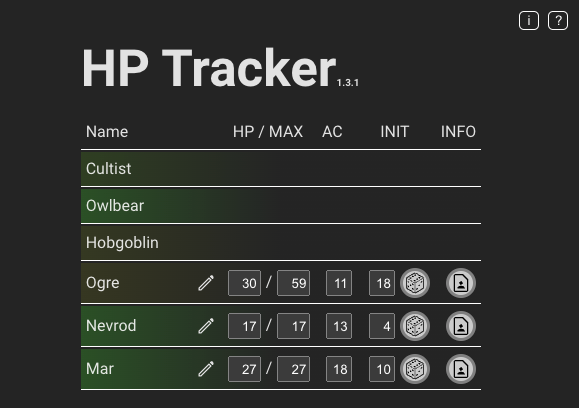 i ?
HP Tracker 1.3.1
Name HP / MAX AC INIT INFO
Cultist
Owlbear
Hobgoblin
Ogre 30 / 59 11 18
Nevrod 17 / 17 13 4
Mar 27 / 27 18 10